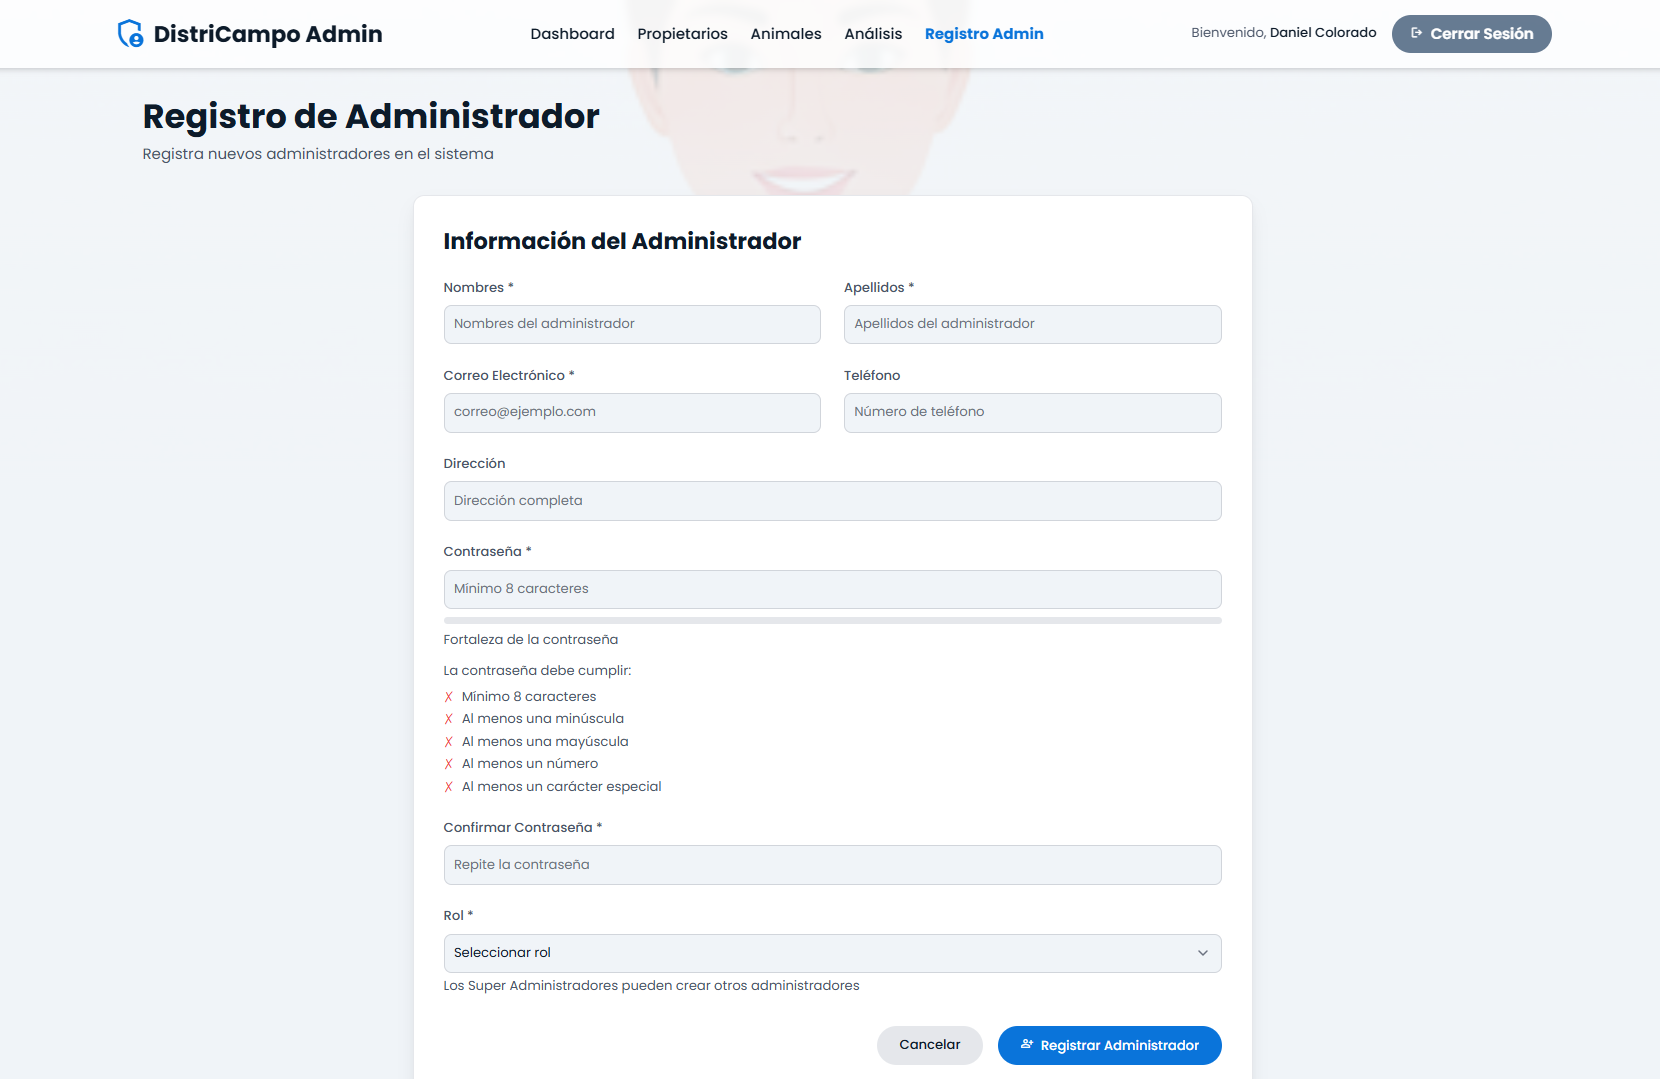 DistriCampo Admin
Dashboard Propietarios Animales Análisis Registro Admin
Bienvenido, Daniel Colorado
Cerrar Sesión
Registro de Administrador
Registra nuevos administradores en el sistema
Información del Administrador
Nombres *
Nombres del administrador
Apellidos *
Apellidos del administrador
Correo Electrónico *
correo@ejemplo.com
Teléfono
Número de teléfono
Dirección
Dirección completa
Contraseña *
Mínimo 8 caracteres
Fortaleza de la contraseña
La contraseña debe cumplir:
✗ Mínimo 8 caracteres
✗ Al menos una minúscula
✗ Al menos una mayúscula
✗ Al menos un número
✗ Al menos un carácter especial
Confirmar Contraseña *
Repite la contraseña
Rol *
Seleccionar rol
Los Super Administradores pueden crear otros administradores
Cancelar
Registrar Administrador